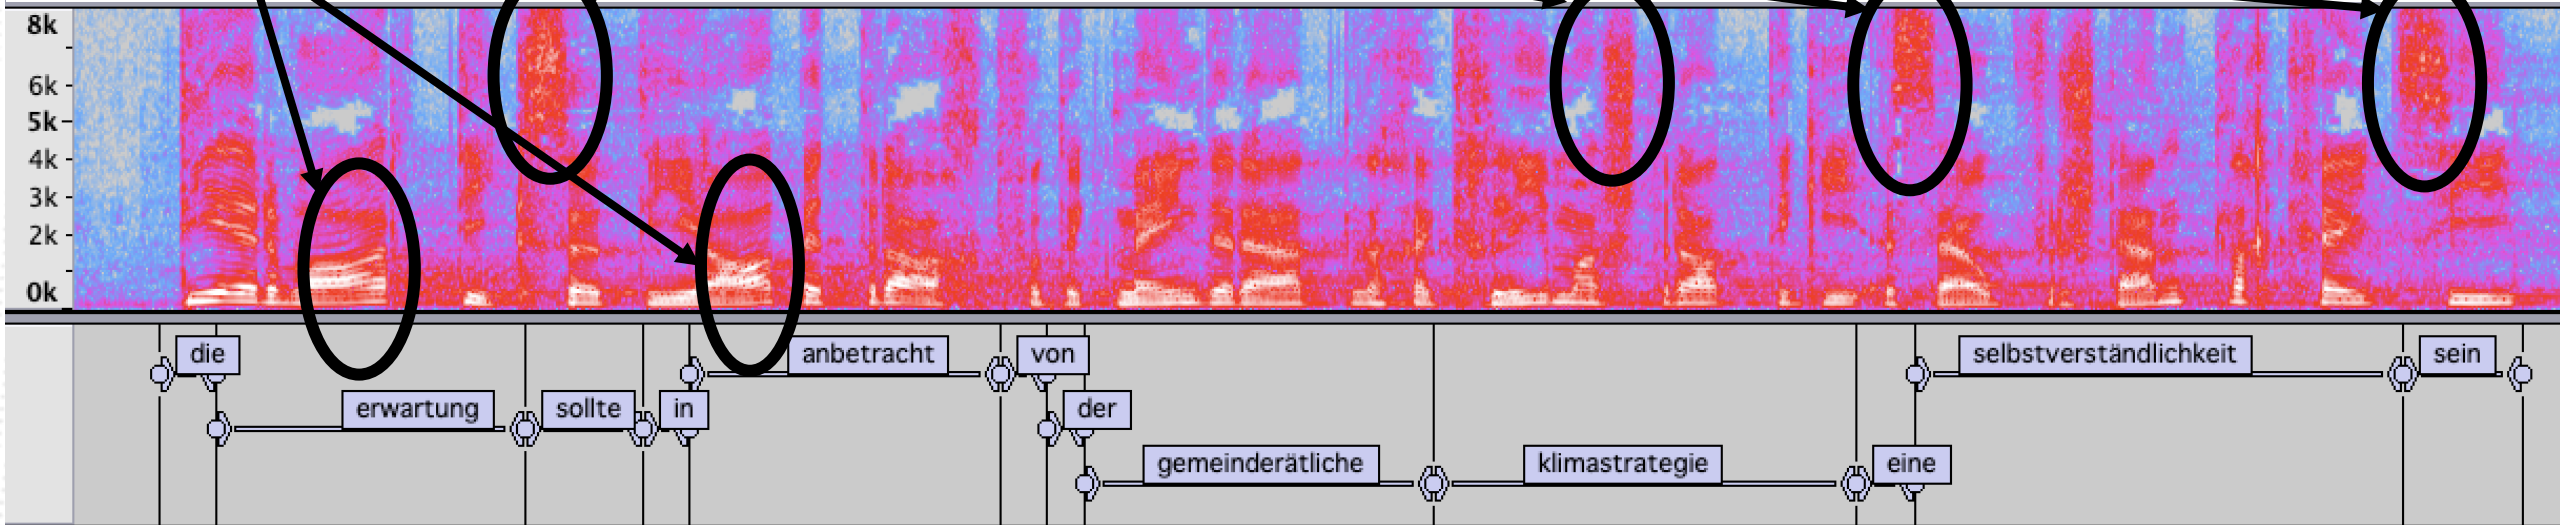 8k
6k
5k
4k
3k
2k
0k
die anbetracht von selbstverständlichkeit sein
erwartung sollte in der
gemeinderätliche klimastrategie eine